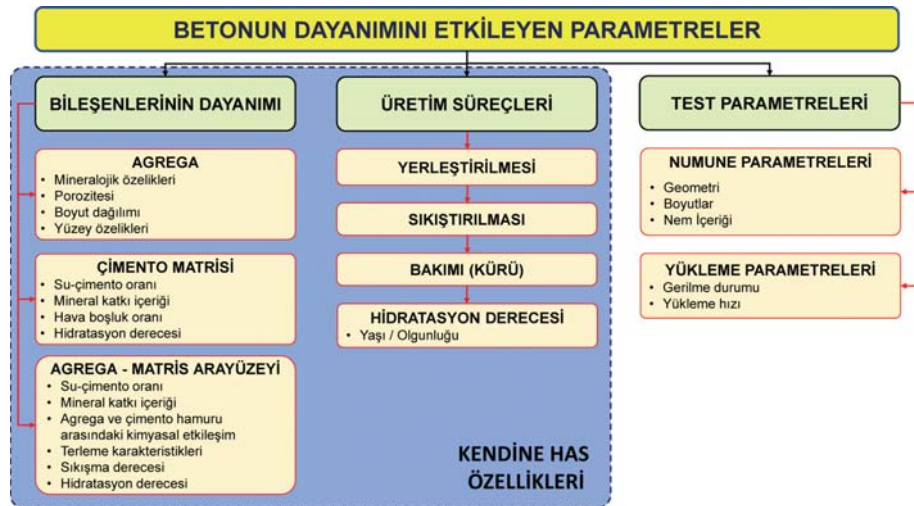 BETONUN DAYANIMINI ETKİLEYEN PARAMETRELER
BİLEŞENLERİNİN DAYANIMI
AGREGA
• Mineralojik özelikleri
• Porozitesi
• Boyut dağılımı
• Yüzey özelikleri
ÇİMENTO MATRİSİ
• Su-çimento oranı
• Mineral katkı içeriği
• Hava boşluk oranı
• Hidratasyon derecesi
AGREGA - MATRİS ARAYÜZEYİ
• Su-çimento oranı
• Mineral katkı içeriği
• Agrega ve çimento hamuru
arasındaki kimyasal etkileşim
• Terleme karakteristikleri
• Sıkışma derecesi
• Hidratasyon derecesi
ÜRETİM SÜREÇLERİ
YERLEŞTİRİLMESİ
SIKIŞTIRILMASI
BAKIMI (KÜRÜ)
HİDRATASYON DERECESİ
• Yaşı / Olgunluğu
KENDİNE HAS
ÖZELLİKLERİ
TEST PARAMETRELERİ
NUMUNE PARAMETRELERİ
• Geometri
• Boyutlar
• Nem İçeriği
YÜKLEME PARAMETRELERİ
• Gerilme durumu
• Yükleme hızı